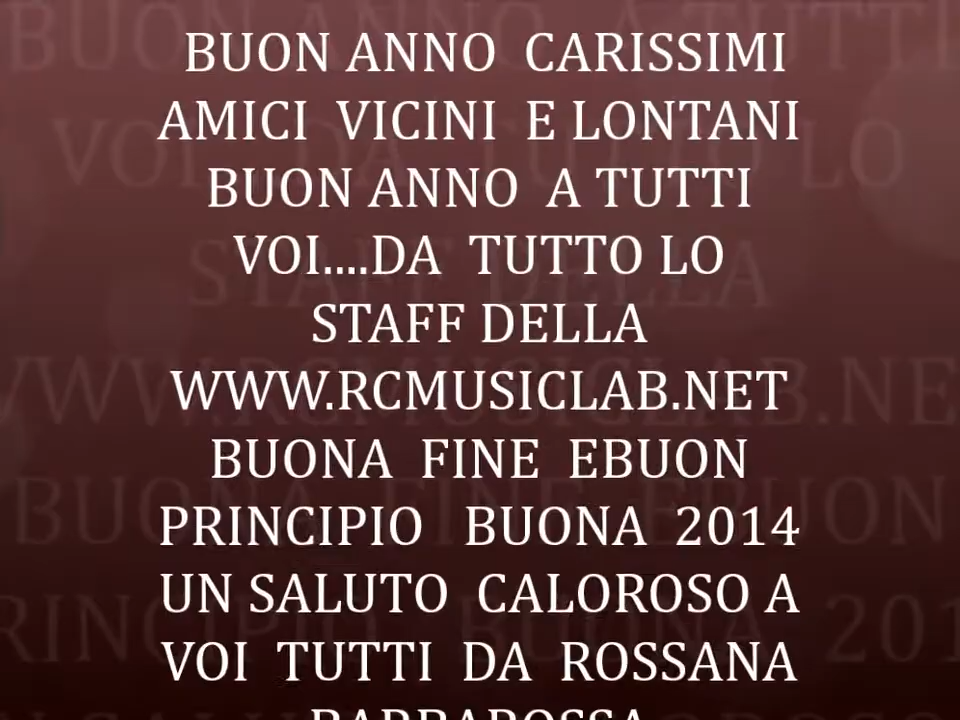 BUON ANNO CARISSIMI
AMICI VICINI E LONTANI
BUON ANNO A TUTTI
VOI....DA TUTTO LO
STAFF DELLA
WWW.RCMUSICLAB.NET
BUONA FINE EBUON
PRINCIPIO BUONA 2014
UN SALUTO CALOROSO A
VOI TUTTI DA ROSSANA
BARBAROSSA